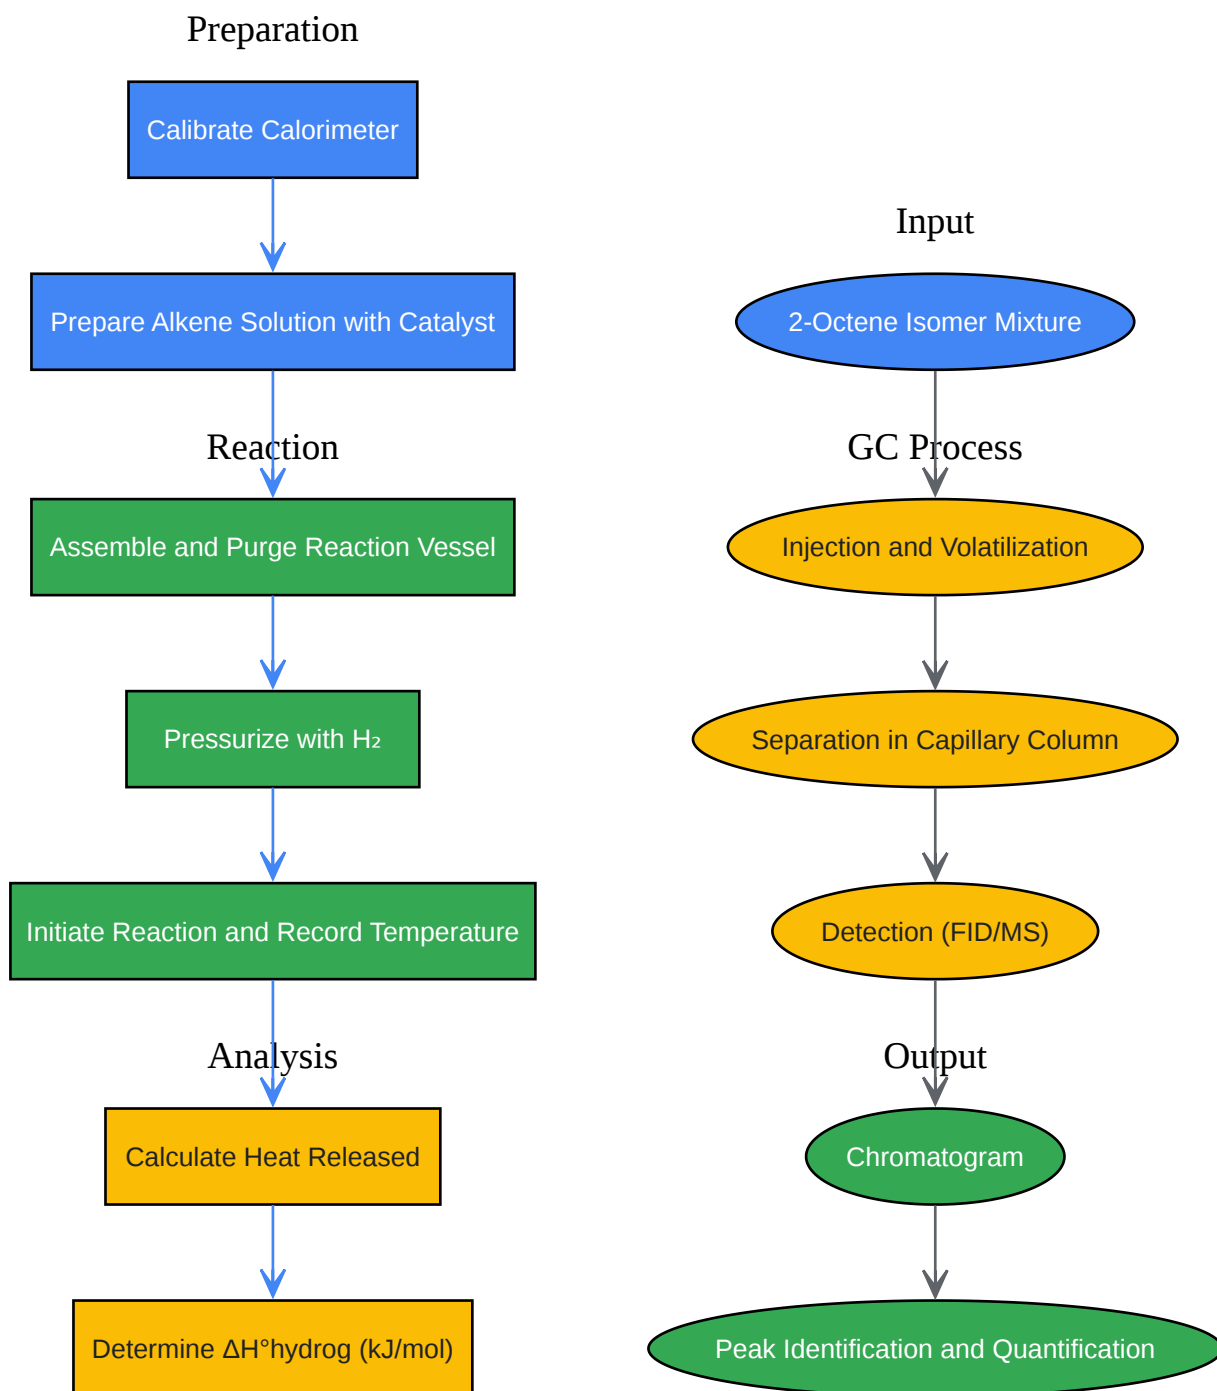 Preparation
Calibrate Calorimeter
Prepare Alkene Solution with Catalyst
Reaction
Assemble and Purge Reaction Vessel
Pressurize with H₂
Initiate Reaction and Record Temperature
Analysis
Calculate Heat Released
Determine ΔH°hydrog (kJ/mol)
Input
2-Octene Isomer Mixture
GC Process
Injection and Volatilization
Separation in Capillary Column
Detection (FID/MS)
Output
Chromatogram
Peak Identification and Quantification